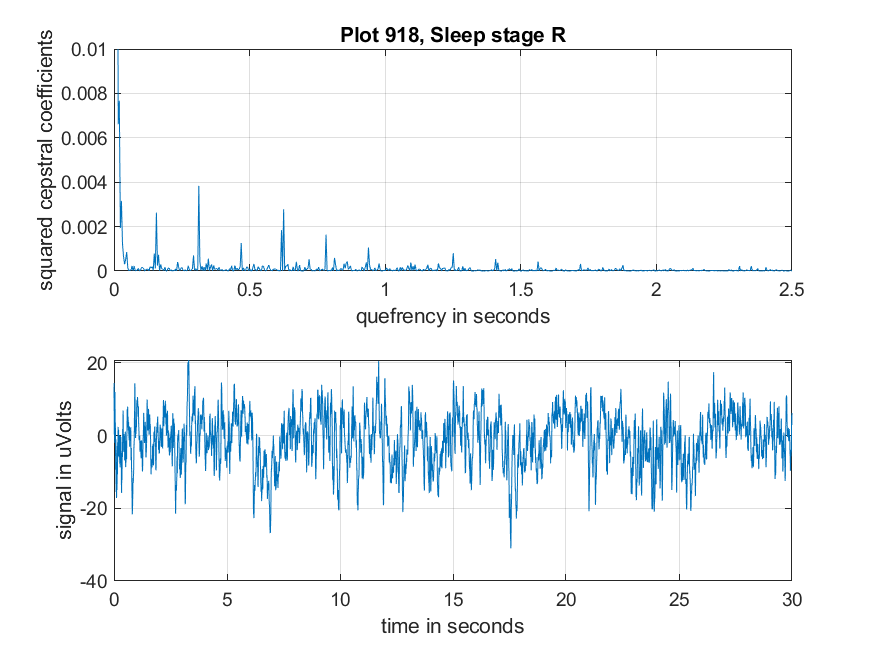 Plot 918, Sleep stage R
squared cepstral coefficients
0.01
0.008
0.006
0.004
0.002
0
0 0.5 1 1.5 2 2.5
quefrency in seconds
signal in uVolts
20
0
-20
-40
0 5 10 15 20 25 30
time in seconds